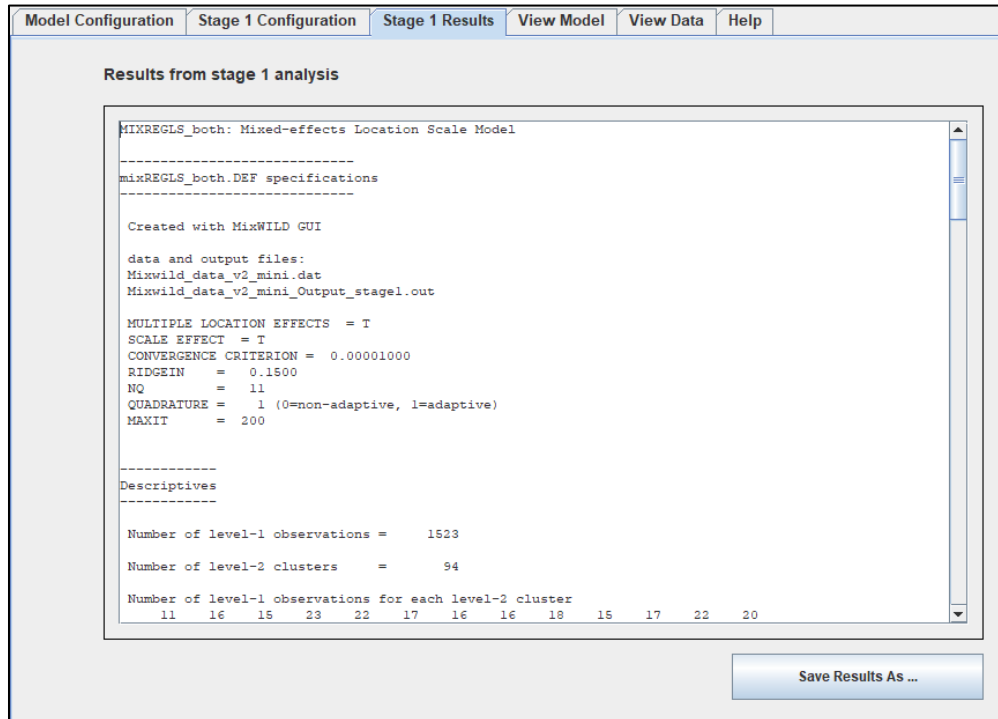 Model Configuration Stage 1 Configuration Stage 1 Results View Model View Data Help
Results from stage 1 analysis
MIXREGLS_both: Mixed-effects Location Scale Model
-----------------------------
mixREGLS_both.DEF specifications
-----------------------------
Created with MixWILD GUI
data and output files:
Mixwild_data_v2_mini.dat
Mixwild_data_v2_mini_Output_stage1.out
MULTIPLE LOCATION EFFECTS = T
SCALE EFFECT = T
CONVERGENCE CRITERION = 0.00001000
RIDGEIN = 0.1500
NQ = 11
QUADRATURE = 1 (0=non-adaptive, 1=adaptive)
MAXIT = 200
------------
Descriptives
------------
Number of level-1 observations = 1523
Number of level-2 clusters = 94
Number of level-1 observations for each level-2 cluster
11 16 15 23 22 17 16 16 18 15 17 22 20
Save Results As ...